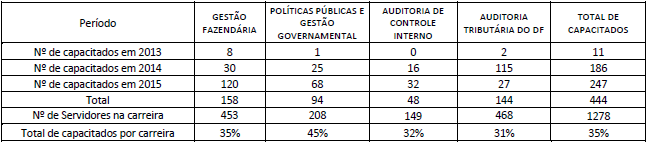 Período GESTÃO FAZENDÁRIA POLÍTICAS PÚBLICAS E GESTÃO GOVERNAMENTAL AUDITORIA DE CONTROLE INTERNO AUDITORIA TRIBUTÁRIA DO DF TOTAL DE CAPACITADOS
Nº de capacitados em 2013 8 1 0 2 11
Nº de capacitados em 2014 30 25 16 115 186
Nº de capacitados em 2015 120 68 32 27 247
Total 158 94 48 144 444
Nº de Servidores na carreira 453 208 149 468 1278
Total de capacitados por carreira 35% 45% 32% 31% 35%